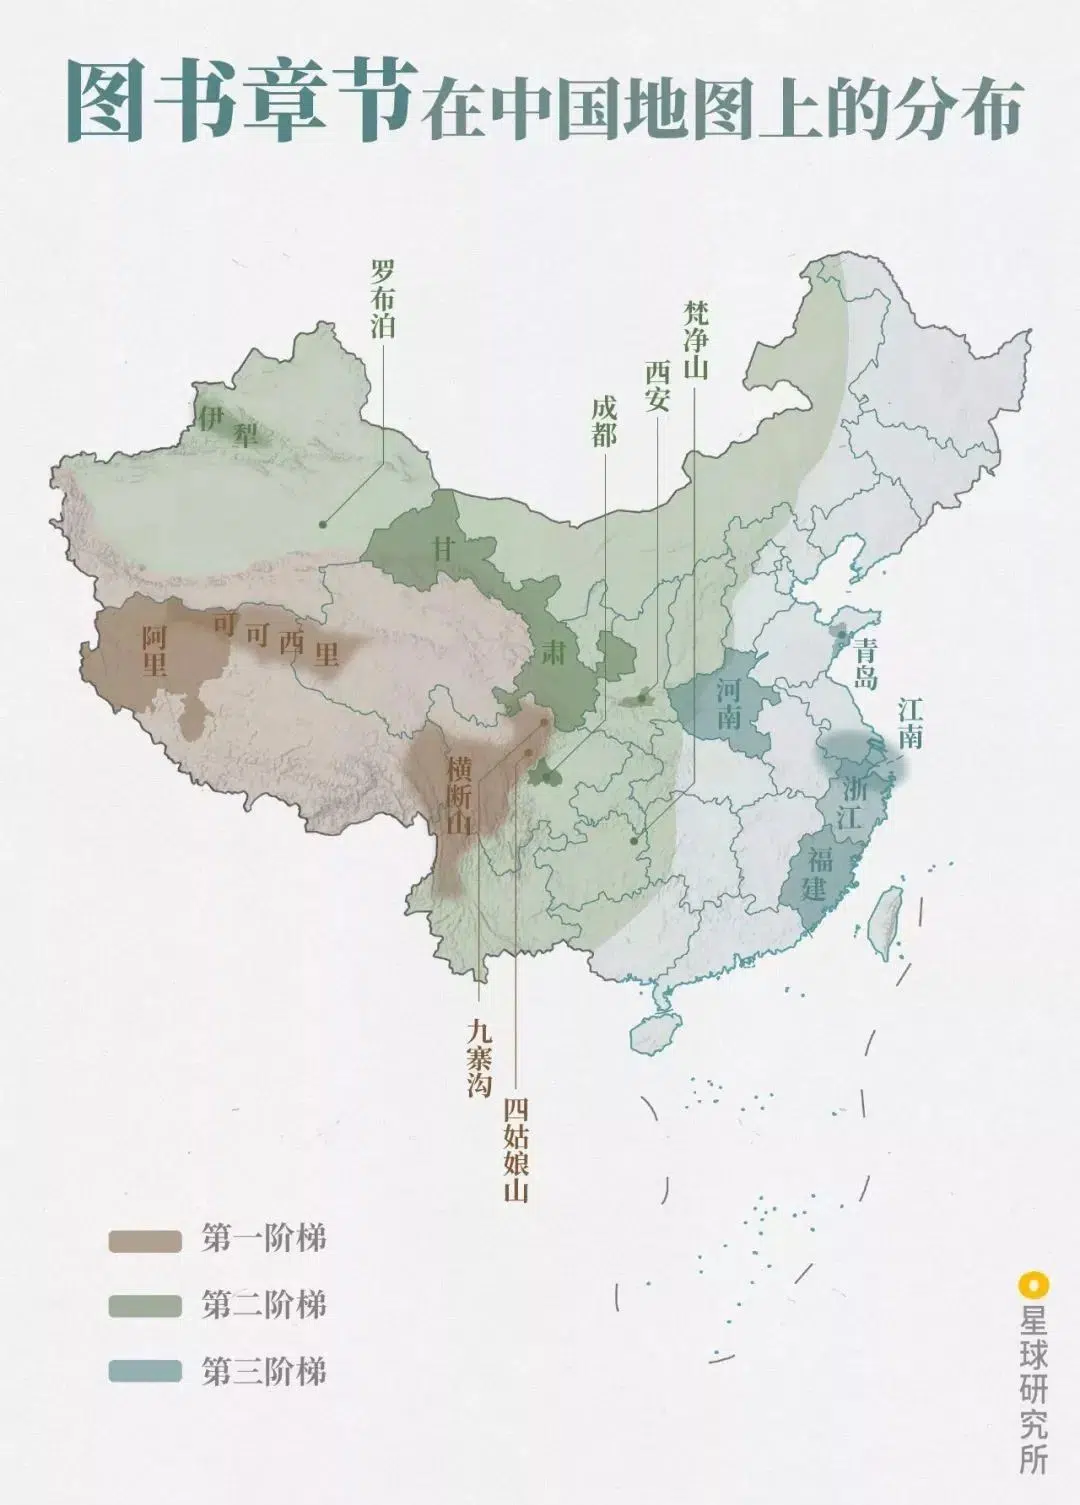 图书章节在中国地图上的分布
罗布泊
梵净山
西安
成都
伊犁
甘肃
阿里
可可西里
青岛
河南
江南
横断山
浙江
福建
九寨沟
四姑娘山
第一阶梯
第二阶梯
第三阶梯
星球研究所